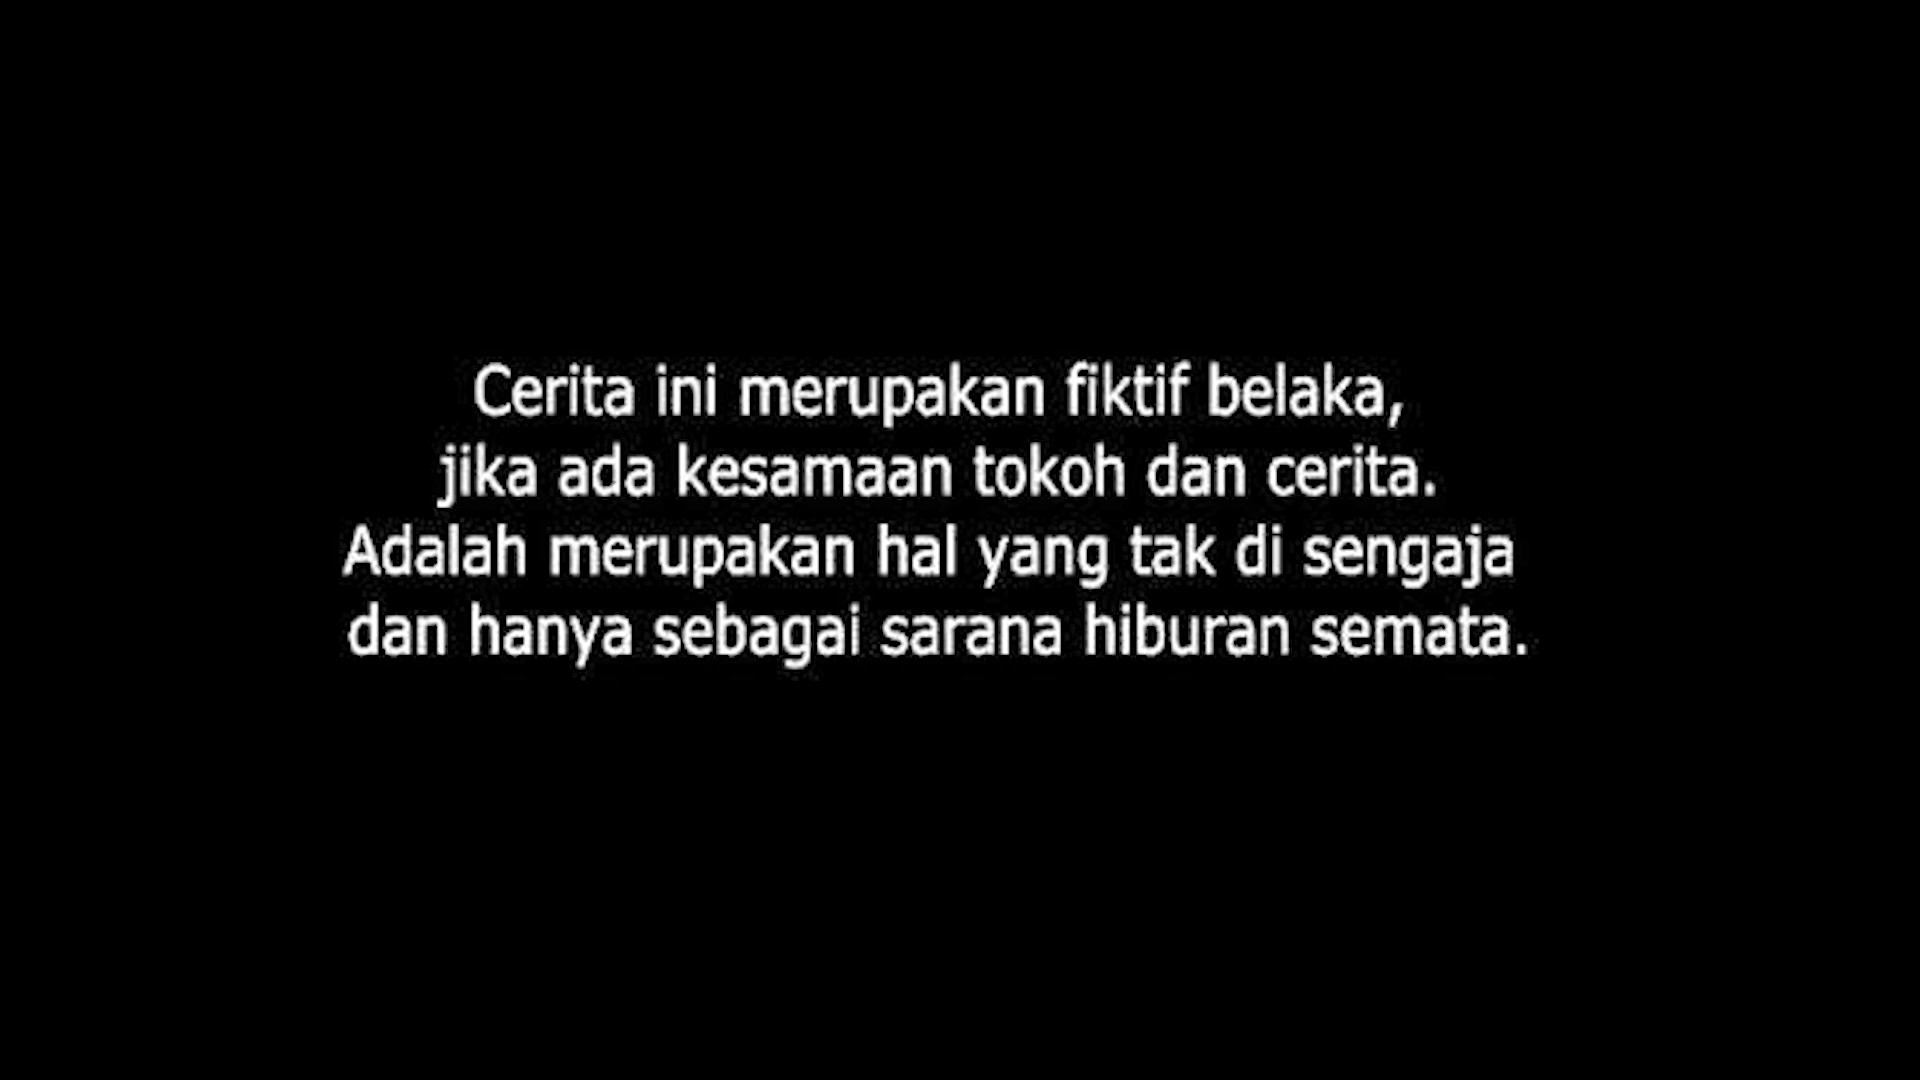 Cerita ini merupakan fiktif belaka,
jika ada kesamaan tokoh dan cerita.
Adalah merupakan hal yang tak di sengaja
dan hanya sebagai sarana hiburan semata.